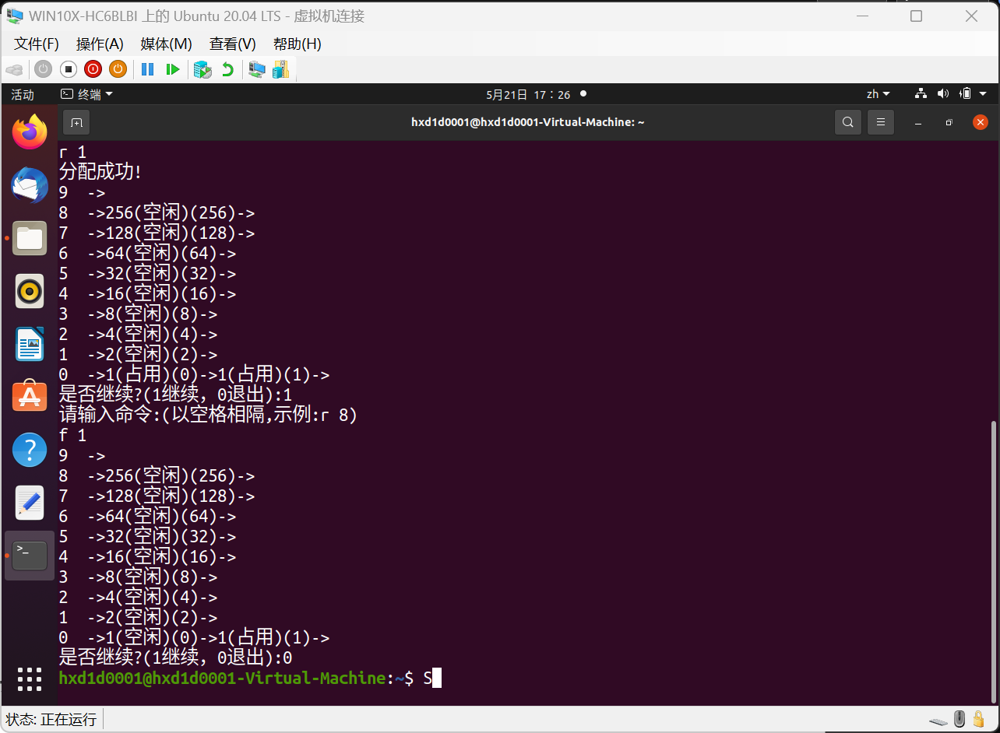 WIN10X-HC6BLBI 上的 Ubuntu 20.04 LTS - 虚拟机连接
文件(F) 操作(A) 媒体(M) 查看(V) 帮助(H)
活动 终端 5月21日 17：26 zh
hxd1d0001@hxd1d0001-Virtual-Machine: ~
r 1
分配成功!
9 ->
8 ->256(空闲)(256)->
7 ->128(空闲)(128)->
6 ->64(空闲)(64)->
5 ->32(空闲)(32)->
4 ->16(空闲)(16)->
3 ->8(空闲)(8)->
2 ->4(空闲)(4)->
1 ->2(空闲)(2)->
0 ->1(占用)(0)->1(占用)(1)->
是否继续?(1继续，0退出):1
请输入命令:(以空格相隔,示例:r 8)
f 1
9 ->
8 ->256(空闲)(256)->
7 ->128(空闲)(128)->
6 ->64(空闲)(64)->
5 ->32(空闲)(32)->
4 ->16(空闲)(16)->
3 ->8(空闲)(8)->
2 ->4(空闲)(4)->
1 ->2(空闲)(2)->
0 ->1(空闲)(0)->1(占用)(1)->
是否继续?(1继续，0退出):0
hxd1d0001@hxd1d0001-Virtual-Machine:~$ S
状态: 正在运行